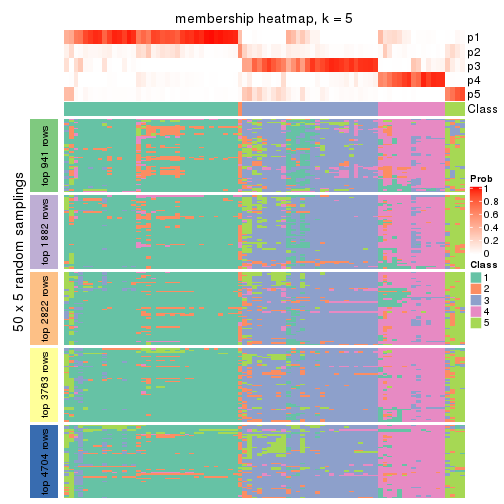 membership heatmap, k = 5
p1
p2
p3
p4
p5
Class
50 x 5 random samplings
top 941 rows
top 1882 rows
top 2822 rows
top 3763 rows
top 4704 rows
Prob
1
0.8
0.6
0.4
0.2
0
Class
1
2
3
4
5